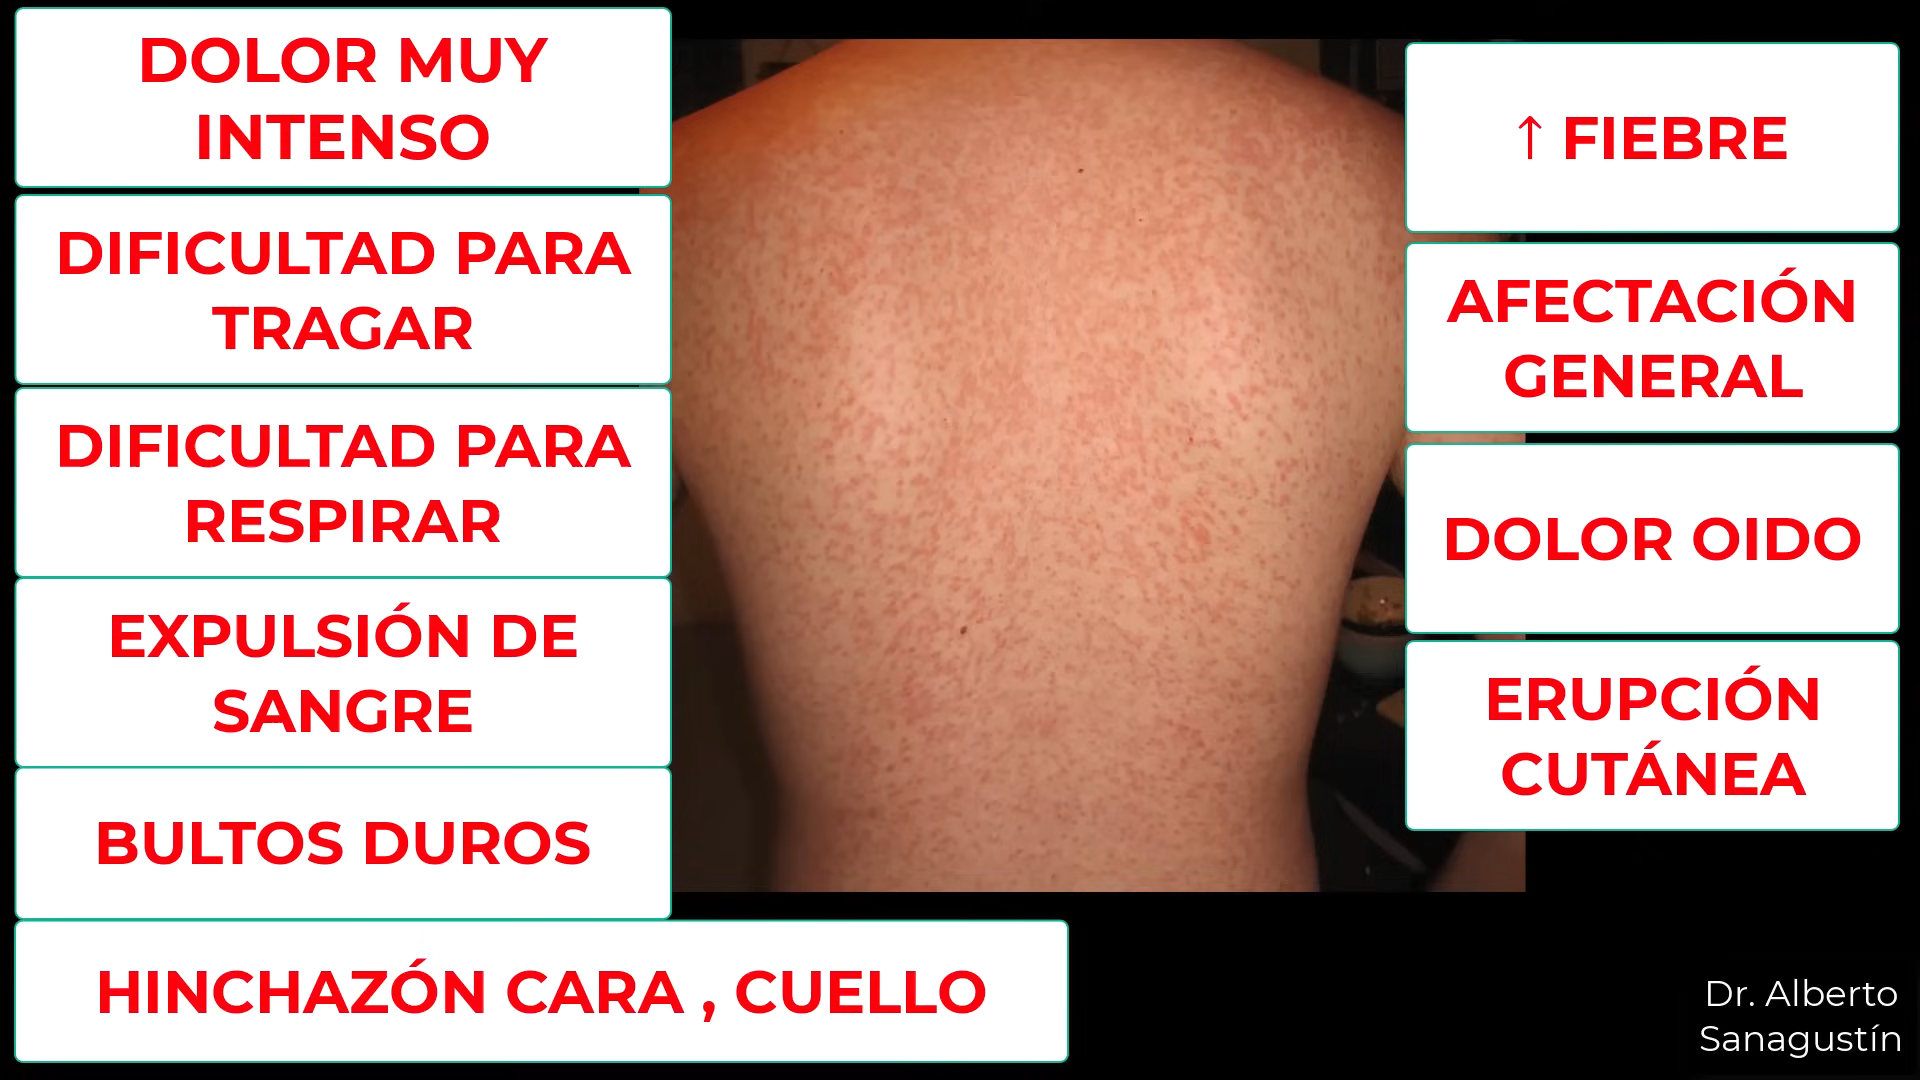 DOLOR MUY
INTENSO
DIFICULTAD PARA
TRAGAR
DIFICULTAD PARA
RESPIRAR
EXPULSIÓN DE
SANGRE
BULTOS DUROS
HINCHAZÓN CARA , CUELLO
↑ FIEBRE
AFECTACIÓN
GENERAL
DOLOR OIDO
ERUPCIÓN
CUTÁNEA
Dr. Alberto
Sanagustín